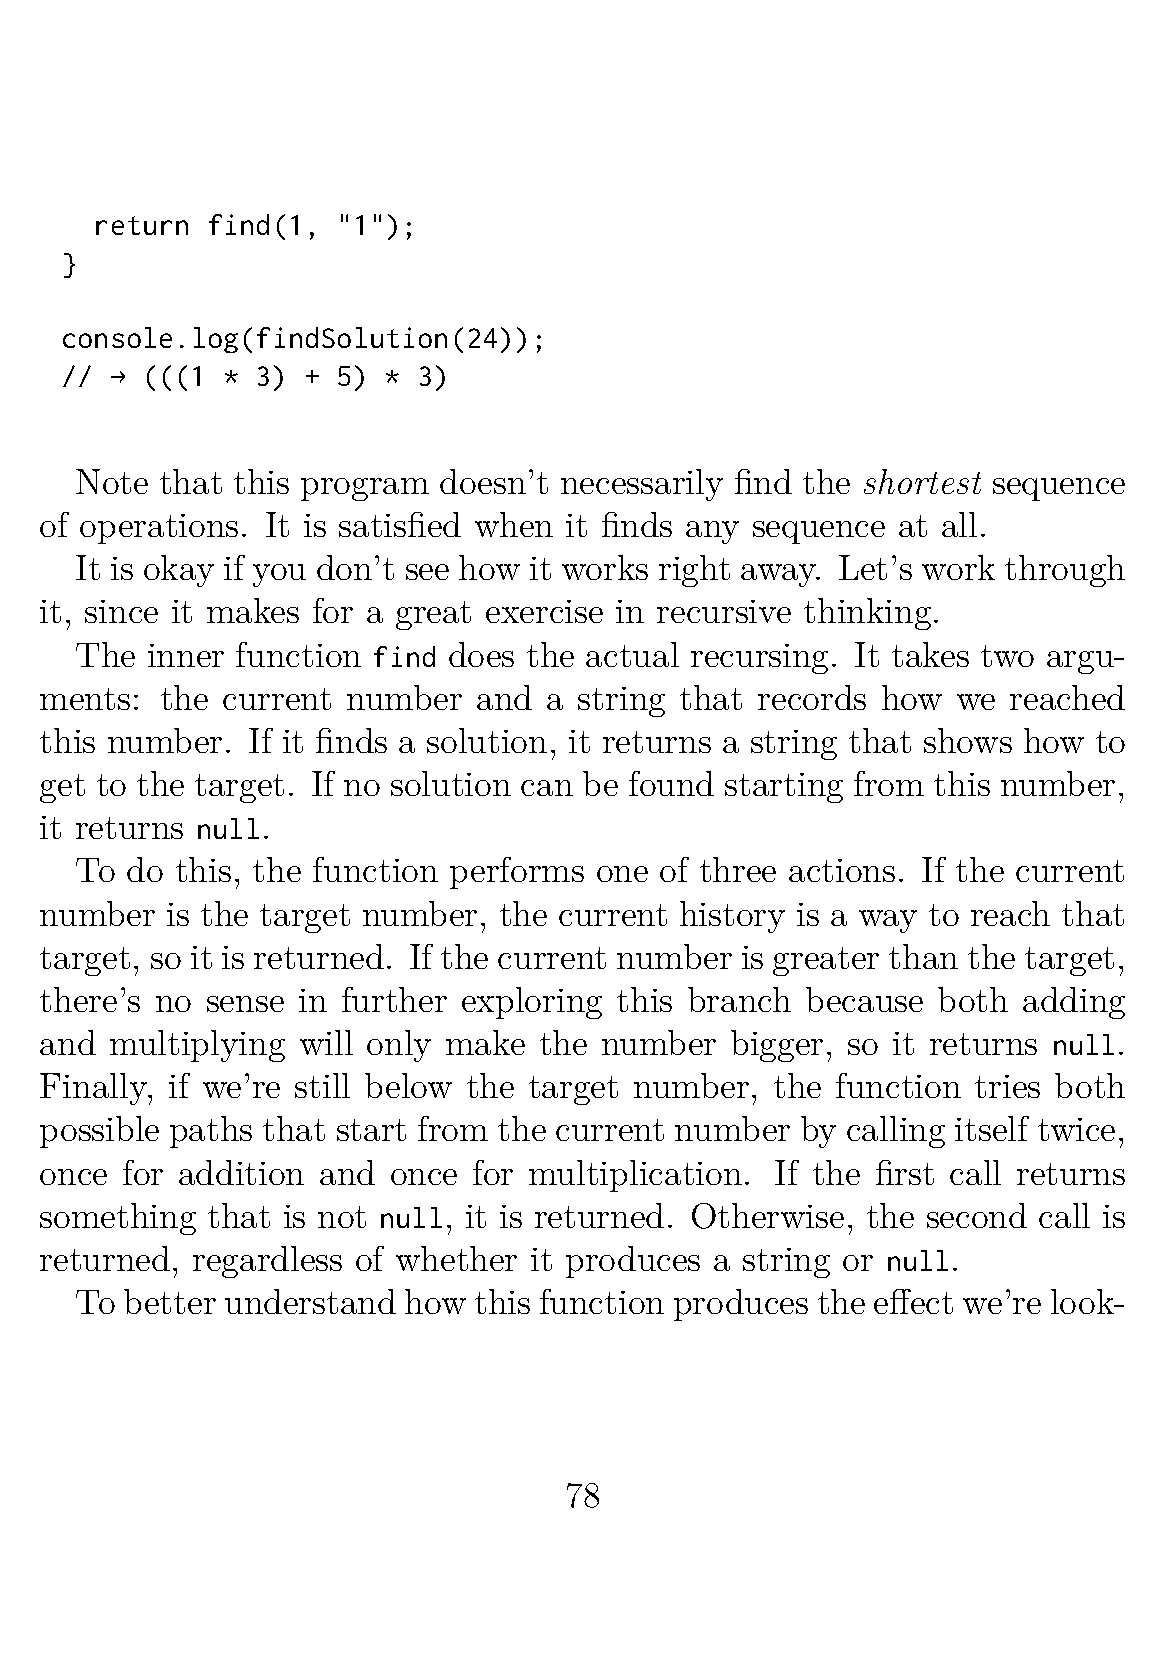 return find(1, "1");
}
console.log(findSolution(24));
// → (((1 * 3) + 5) * 3)
Note that this program doesn't necessarily find the shortest sequence
of operations. It is satisfied when it finds any sequence at all.
It is okay if you don't see how it works right away. Let's work through
it, since it makes for a great exercise in recursive thinking.
The inner function find does the actual recursing. It takes two argu-
ments: the current number and a string that records how we reached
this number. If it finds a solution, it returns a string that shows how to
get to the target. If no solution can be found starting from this number,
it returns null.
To do this, the function performs one of three actions. If the current
number is the target number, the current history is a way to reach that
target, so it is returned. If the current number is greater than the target,
there's no sense in further exploring this branch because both adding
and multiplying will only make the number bigger, so it returns null.
Finally, if we're still below the target number, the function tries both
possible paths that start from the current number by calling itself twice,
once for addition and once for multiplication. If the first call returns
something that is not null, it is returned. Otherwise, the second call is
returned, regardless of whether it produces a string or null.
To better understand how this function produces the effect we're look-
78